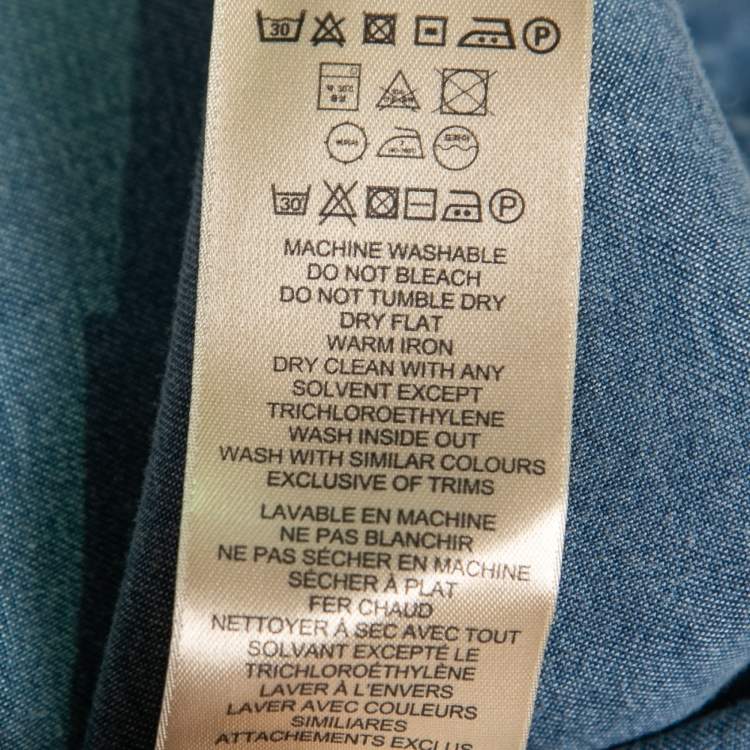 30 P
30
P
MACHINE WASHABLE
DO NOT BLEACH
DO NOT TUMBLE DRY
DRY FLAT
WARM IRON
DRY CLEAN WITH ANY
SOLVENT EXCEPT
TRICHLOROETHYLENE
WASH INSIDE OUT
WASH WITH SIMILAR COLOURS
EXCLUSIVE OF TRIMS
LAVABLE EN MACHINE
NE PAS BLANCHIR
NE PAS SÉCHER EN MACHINE
SÉCHER À PLAT
FER CHAUD
NETTOYER À SEC AVEC TOUT
SOLVANT EXCEPTÉ LE
TRICHLOROÉTHYLÈNE
LAVER À L'ENVERS
LAVER AVEC COULEURS
SIMILIARES
ATTACHEMENTS EXCLUS